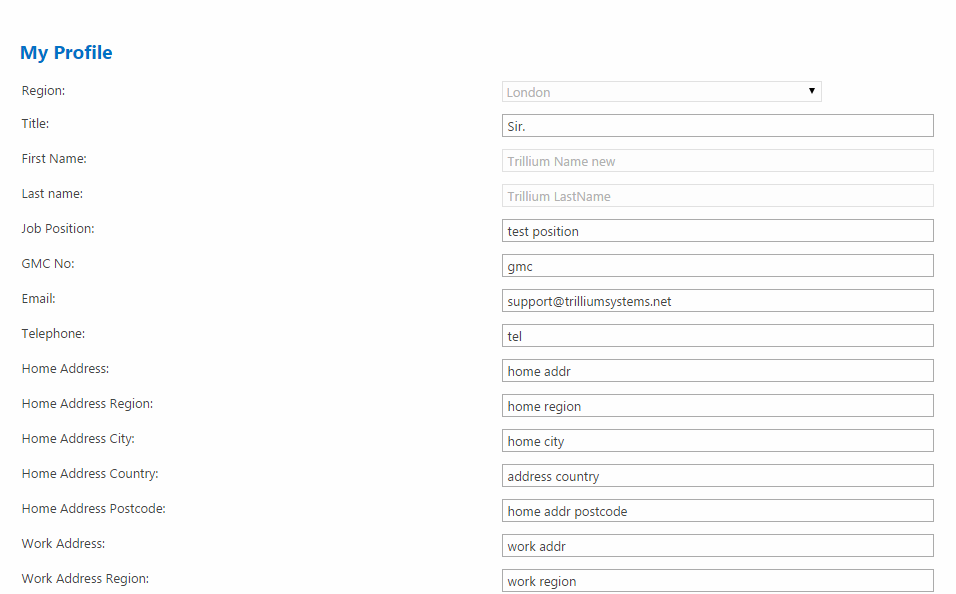 My Profile
Region: London
Title: Sir.
First Name: Trillium Name new
Last name: Trillium LastName
Job Position: test position
GMC No: gmc
Email: support@trilliumsystems.net
Telephone: tel
Home Address: home addr
Home Address Region: home region
Home Address City: home city
Home Address Country: address country
Home Address Postcode: home addr postcode
Work Address: work addr
Work Address Region: work region